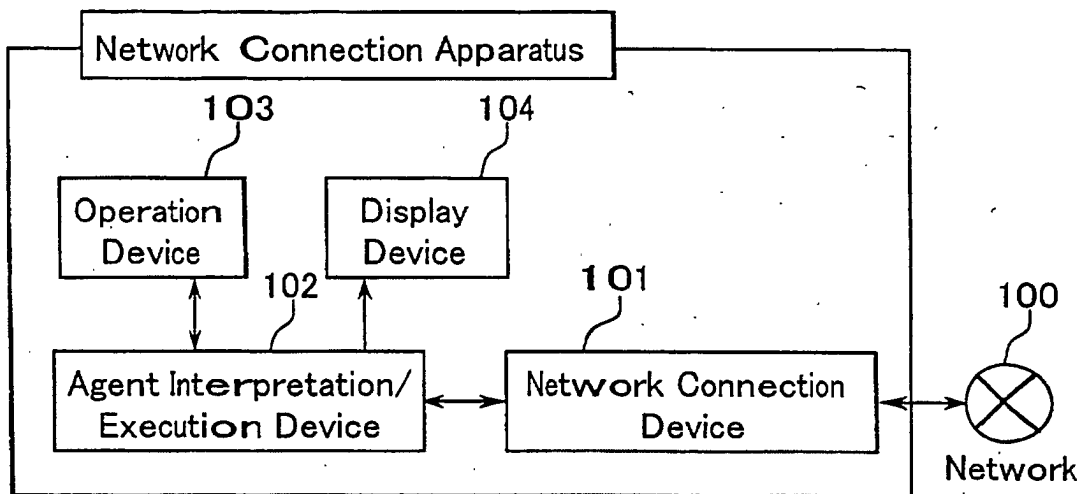 Network Connection Apparatus
103
104
Operation
Device
Display
Device
102
101
100
Agent Interpretation/
Execution Device
Network Connection
Device
Network